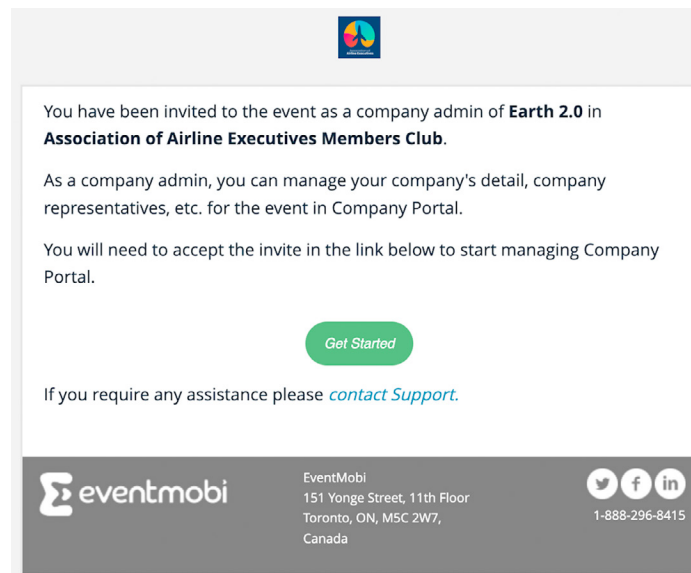 You have been invited to the event as a company admin of Earth 2.0 in
Association of Airline Executives Members Club.
As a company admin, you can manage your company's detail, company
representatives, etc. for the event in Company Portal.
You will need to accept the invite in the link below to start managing Company
Portal.
Get Started
If you require any assistance please contact Support.
eventmobi
EventMobi
151 Yonge Street, 11th Floor
Toronto, ON, M5C 2W7,
Canada
1-888-296-8415